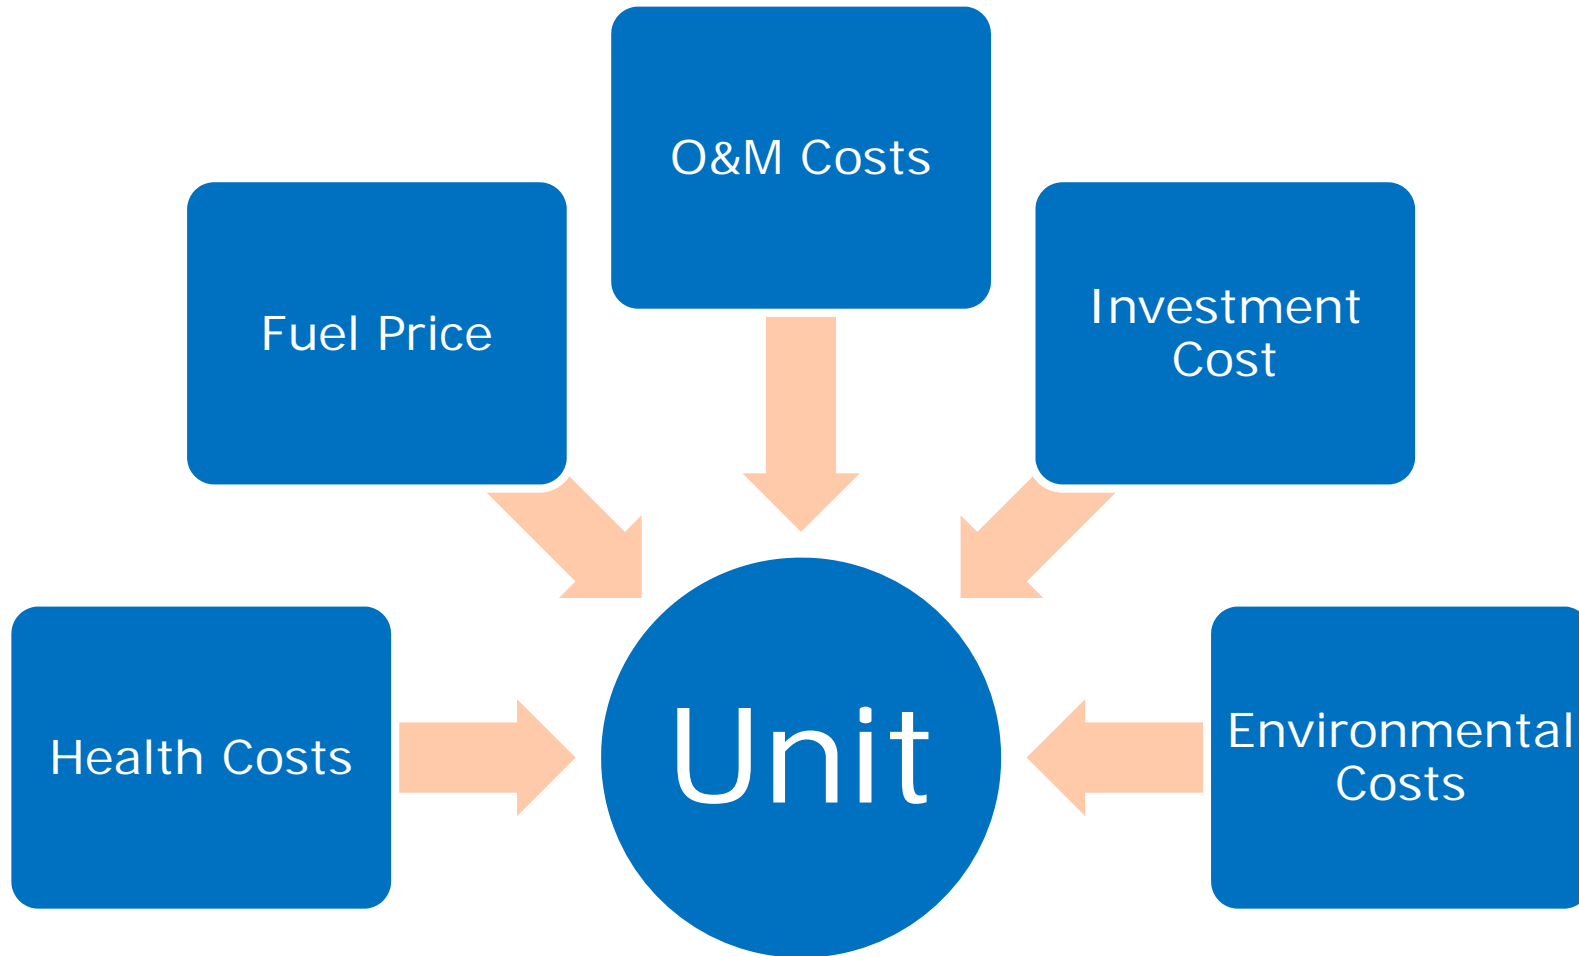 O&M Costs
Fuel Price
Investment
Cost
Health Costs
Unit
Environmental
Costs